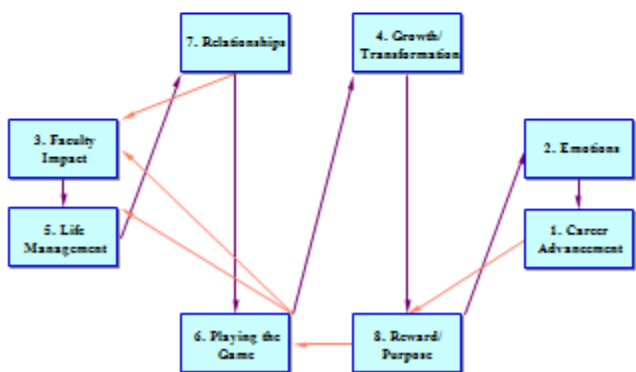 7. Relationships
4. Growth/
Transformation
3. Faculty
Impact
2. Emotions
5. Life
Management
1. Career
Advancement
6. Playing the
Game
8. Reward/
Purpose